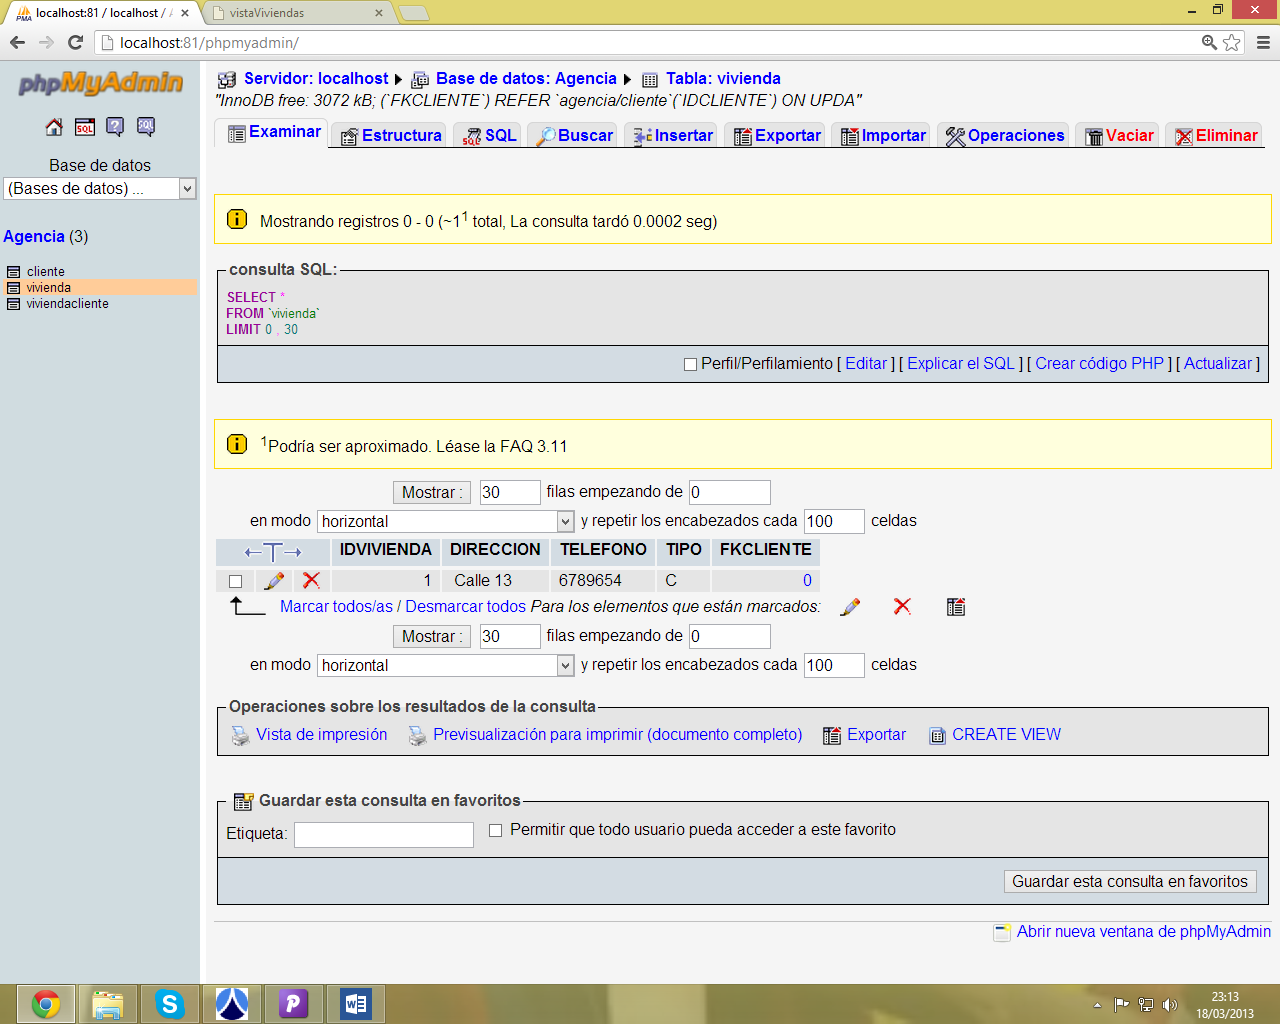 localhost:81 / localhost / A
vistaViviendas
localhost:81/phpmyadmin/
phpMyAdmin
SQL
SQL
Base de datos
(Bases de datos) ...
Agencia (3)
cliente
vivienda
viviendacliente
Servidor: localhost Base de datos: Agencia Tabla: vivienda
"InnoDB free: 3072 kB; (`FKCLIENTE`) REFER `agencia/cliente`(`IDCLIENTE`) ON UPDA"
Examinar Estructura SQL Buscar Insertar Exportar Importar Operaciones Vaciar Eliminar
Mostrando registros 0 - 0 (~1¹ total, La consulta tardó 0.0002 seg)
consulta SQL:
SELECT *
FROM `vivienda`
LIMIT 0 , 30
Perfil/Perfilamiento [ Editar ] [ Explicar el SQL ] [ Crear código PHP ] [ Actualizar ]
¹Podría ser aproximado. Léase la FAQ 3.11
Mostrar : 30 filas empezando de 0
en modo horizontal y repetir los encabezados cada 100 celdas
←T→ IDVIVIENDA DIRECCION TELEFONO TIPO FKCLIENTE
1 Calle 13 6789654 C 0
Marcar todos/as / Desmarcar todos Para los elementos que están marcados:
Mostrar : 30 filas empezando de 0
en modo horizontal y repetir los encabezados cada 100 celdas
Operaciones sobre los resultados de la consulta
Vista de impresión Previsualización para imprimir (documento completo) Exportar CREATE VIEW
Guardar esta consulta en favoritos
Etiqueta: Permitir que todo usuario pueda acceder a este favorito
Guardar esta consulta en favoritos
Abrir nueva ventana de phpMyAdmin
23:13
18/03/2013